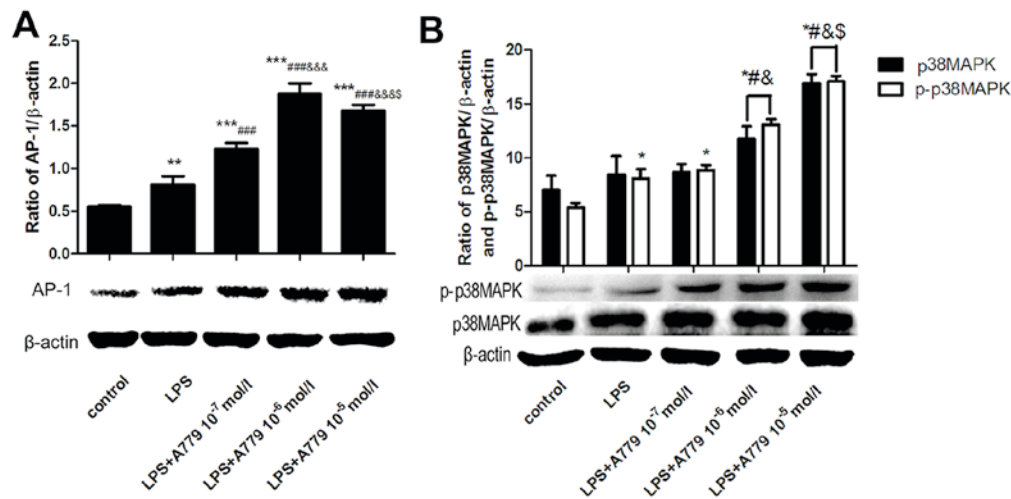 A
Ratio of AP-1/β-actin
2.5
2.0
1.5
1.0
0.5
0.0
**
***###
***###&&&
***###&&&$
AP-1
β-actin
control
LPS
LPS+A779 10-7 mol/l
LPS+A779 10-6 mol/l
LPS+A779 10-5 mol/l
B
Ratio of p38MAPK/β-actin
and p-p38MAPK/β-actin
20
15
10
5
0
*
*
*#&
*#&$
p38MAPK
p-p38MAPK
p-p38MAPK
p38MAPK
β-actin
control
LPS
LPS+A779 10-7 mol/l
LPS+A779 10-6 mol/l
LPS+A779 10-5 mol/l